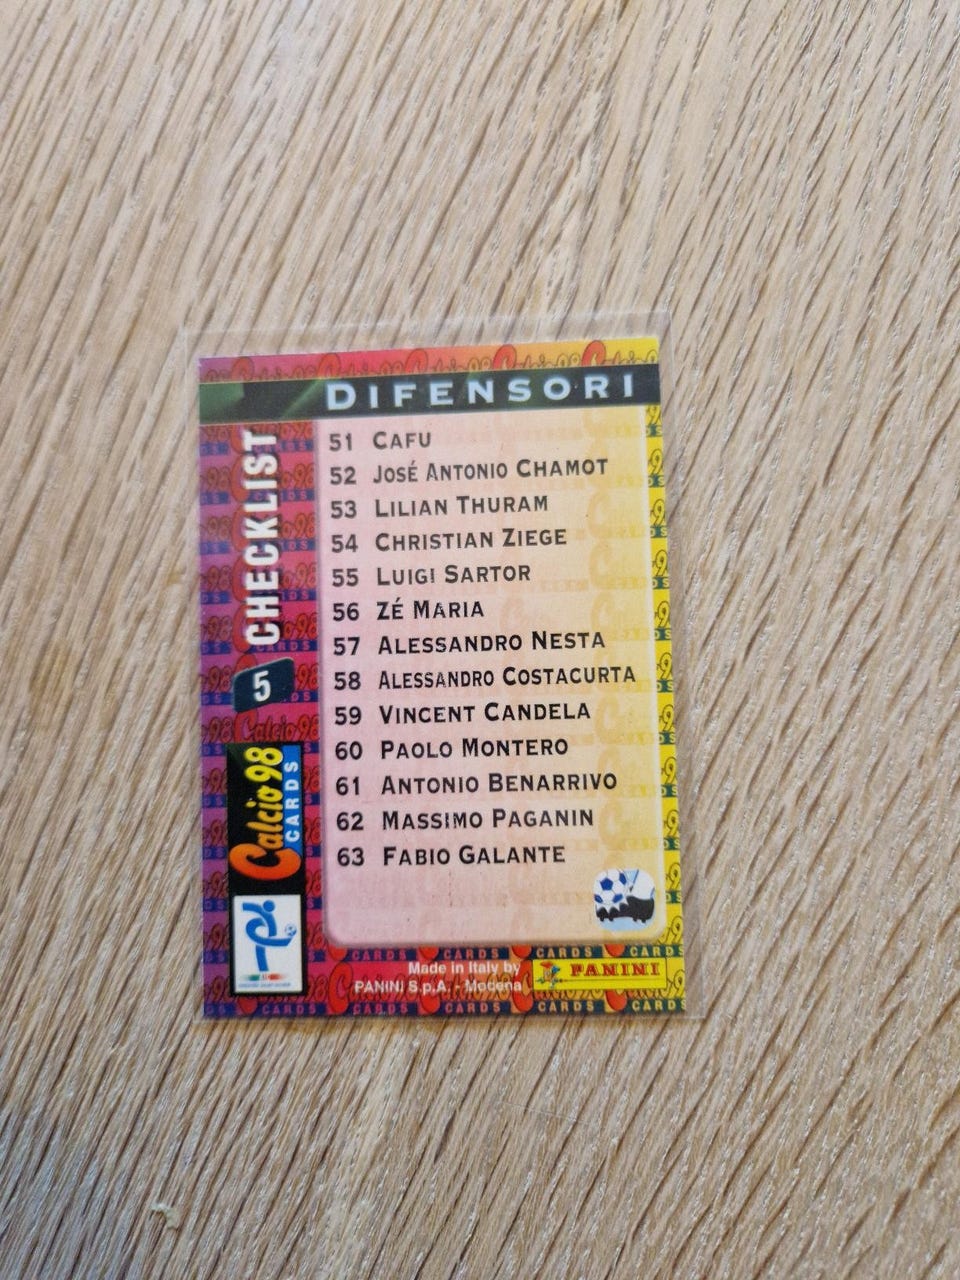 DIFENSORI
CHECKLIST
5
51 CAFU
52 JOSÉ ANTONIO CHAMOT
53 LILIAN THURAM
54 CHRISTIAN ZIEGE
55 LUIGI SARTOR
56 ZÉ MARIA
57 ALESSANDRO NESTA
58 ALESSANDRO COSTACURTA
59 VINCENT CANDELA
60 PAOLO MONTERO
61 ANTONIO BENARRIVO
62 MASSIMO PAGANIN
63 FABIO GALANTE
Calcio 98
CARDS
Made in Italy by
PANINI S.p.A. - Modena
PANINI